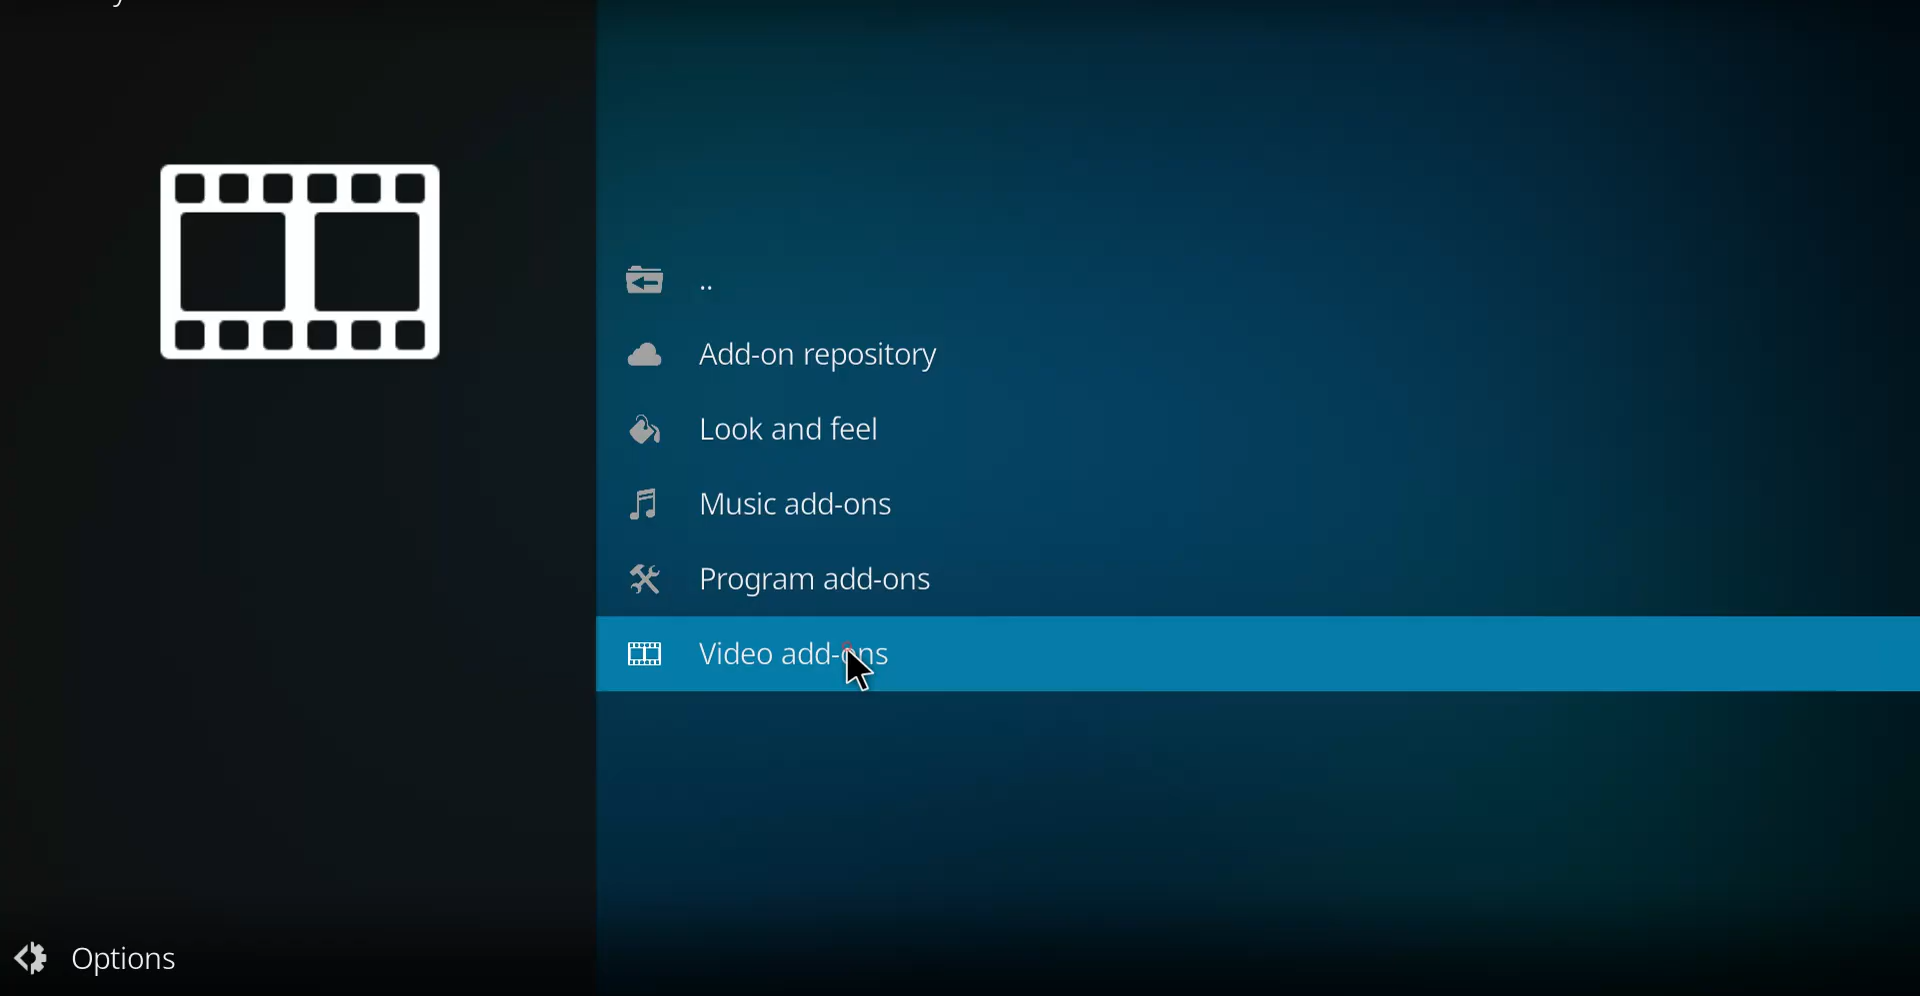 ..
Add-on repository
Look and feel
Music add-ons
Program add-ons
Video add-ons
Options